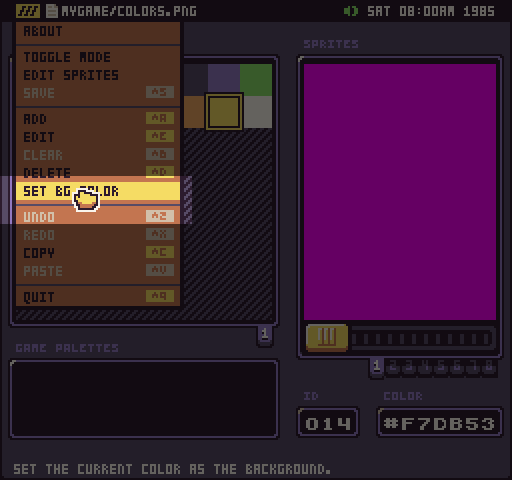 MYGAME/COLORS.PNG
SAT 08:00AM 1985
ABOUT
SPRITES
TOGGLE MODE
EDIT SPRITES
SAVE ^S
ADD ^A
EDIT ^E
CLEAR
DELETE ^D
SET BG COLOR
UNDO ^Z
REDO ^X
COPY ^C
PASTE ^V
QUIT ^Q
1
GAME PALETTES
1 2 3 4 5 6 7 8
ID
COLOR
014
#F7DB53
SET THE CURRENT COLOR AS THE BACKGROUND.